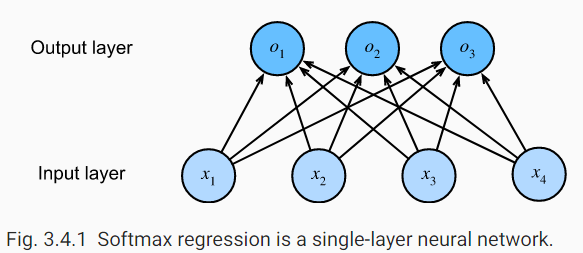 Output layer
o1 o2 o3
Input layer
x1 x2 x3 x4
Fig. 3.4.1 Softmax regression is a single-layer neural network.